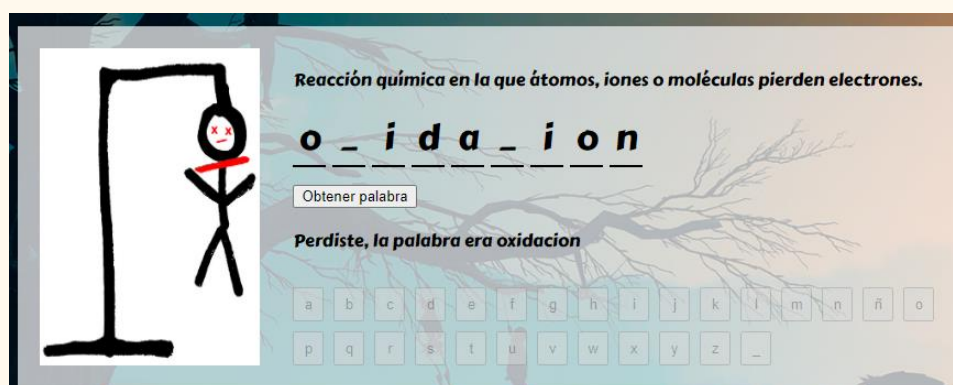 Reacción química en la que átomos, iones o moléculas pierden electrones.
o _ i d a _ i o n
Obtener palabra
Perdiste, la palabra era oxidacion
a b c d e f g h i j k l m n ñ o
p q r s t u v w x y z _